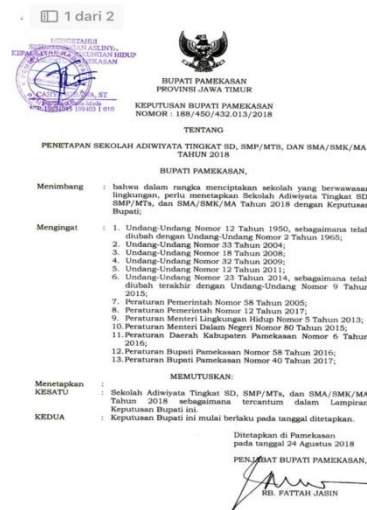 1 dari 2
MENGETAHUI
BUPATI PAMEKASAN
PROVINSI JAWA TIMUR
KEPUTUSAN BUPATI PAMEKASAN
NOMOR : 188/450/432.013/2018
TENTANG
PENETAPAN SEKOLAH ADIWIYATA TINGKAT SD, SMP/MTS, DAN SMA/SMK/MA
TAHUN 2018
BUPATI PAMEKASAN,
Menimbang : bahwa dalam rangka menciptakan sekolah yang berwawasan
lingkungan, perlu menetapkan Sekolah Adiwiyata Tingkat SD
SMP/MTs, dan SMA/SMK/MA Tahun 2018 dengan Keputusan
Bupati;
Mengingat : 1. Undang-Undang Nomor 12 Tahun 1950, sebagaimana telah
diubah dengan Undang-Undang Nomor 2 Tahun 1965;
2. Undang-Undang Nomor 33 Tahun 2004;
3. Undang-Undang Nomor 18 Tahun 2008;
4. Undang-Undang Nomor 32 Tahun 2009;
5. Undang-Undang Nomor 12 Tahun 2011;
6. Undang-Undang Nomor 23 Tahun 2014, sebagaimana telah
diubah terakhir dengan Undang-Undang Nomor 9 Tahun
2015;
7. Peraturan Pemerintah Nomor 58 Tahun 2005;
8. Peraturan Pemerintah Nomor 12 Tahun 2017;
9. Peraturan Menteri Lingkungan Hidup Nomor 5 Tahun 2013;
10. Peraturan Menteri Dalam Negeri Nomor 80 Tahun 2015;
11. Peraturan Daerah Kabupaten Pamekasan Nomor 6 Tahun
2016;
12. Peraturan Bupati Pamekasan Nomor 58 Tahun 2016;
13. Peraturan Bupati Pamekasan Nomor 40 Tahun 2017;
MEMUTUSKAN:
Menetapkan :
KESATU : Sekolah Adiwiyata Tingkat SD, SMP/MTs, dan SMA/SMK/MA
Tahun 2018 sebagaimana tercantum dalam Lampiran
Keputusan Bupati ini.
KEDUA : Keputusan Bupati ini mulai berlaku pada tanggal ditetapkan.
Ditetapkan di Pamekasan
pada tanggal 24 Agustus 2018
PENJABAT BUPATI PAMEKASAN,
RB. FATTAH JASIN